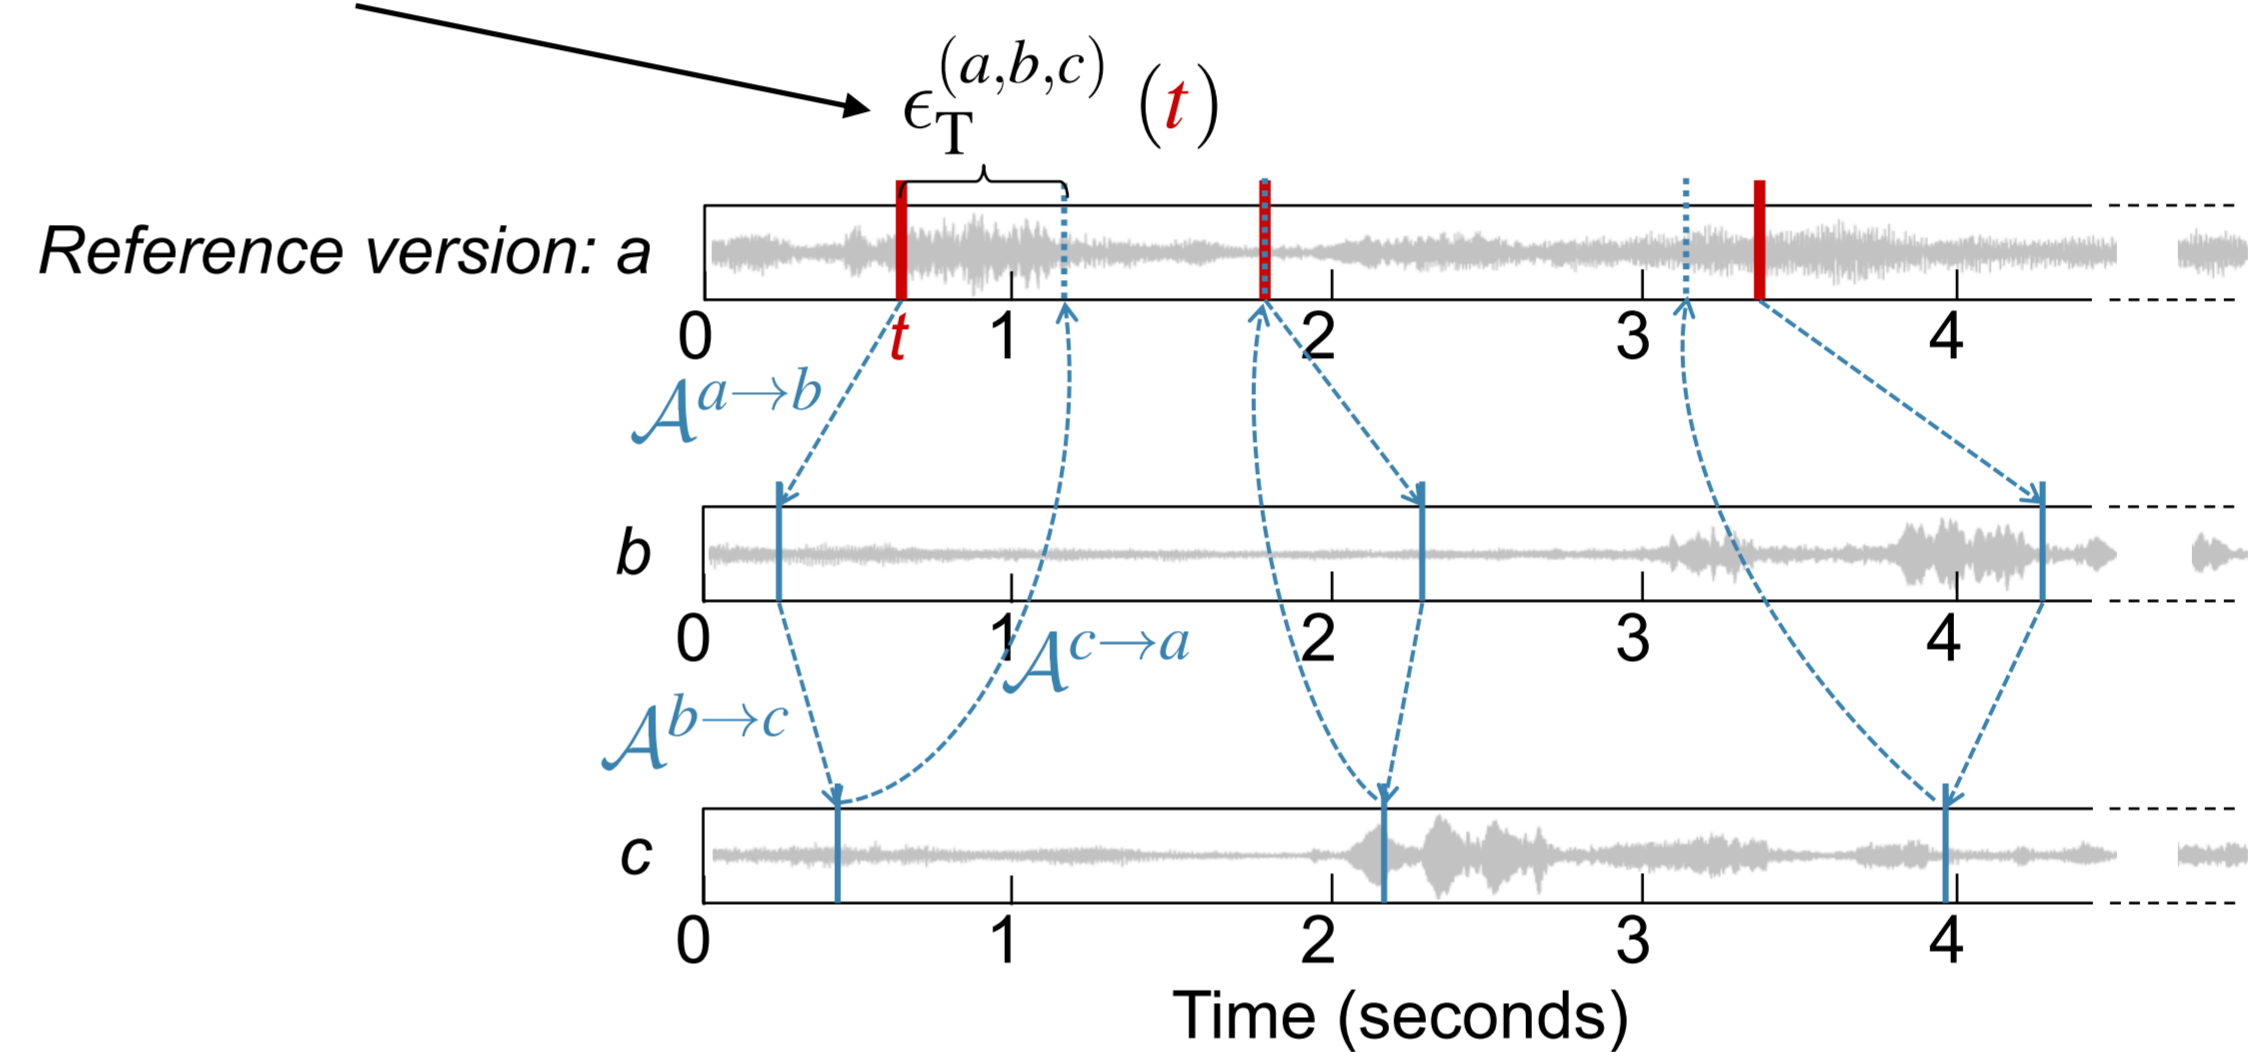 ϵ_T^(a,b,c) (t)
Reference version: a
0 t 1 2 3 4
𝒜^a→b
b
0 1 2 3 4
𝒜^c→a
𝒜^b→c
c
0 1 2 3 4
Time (seconds)